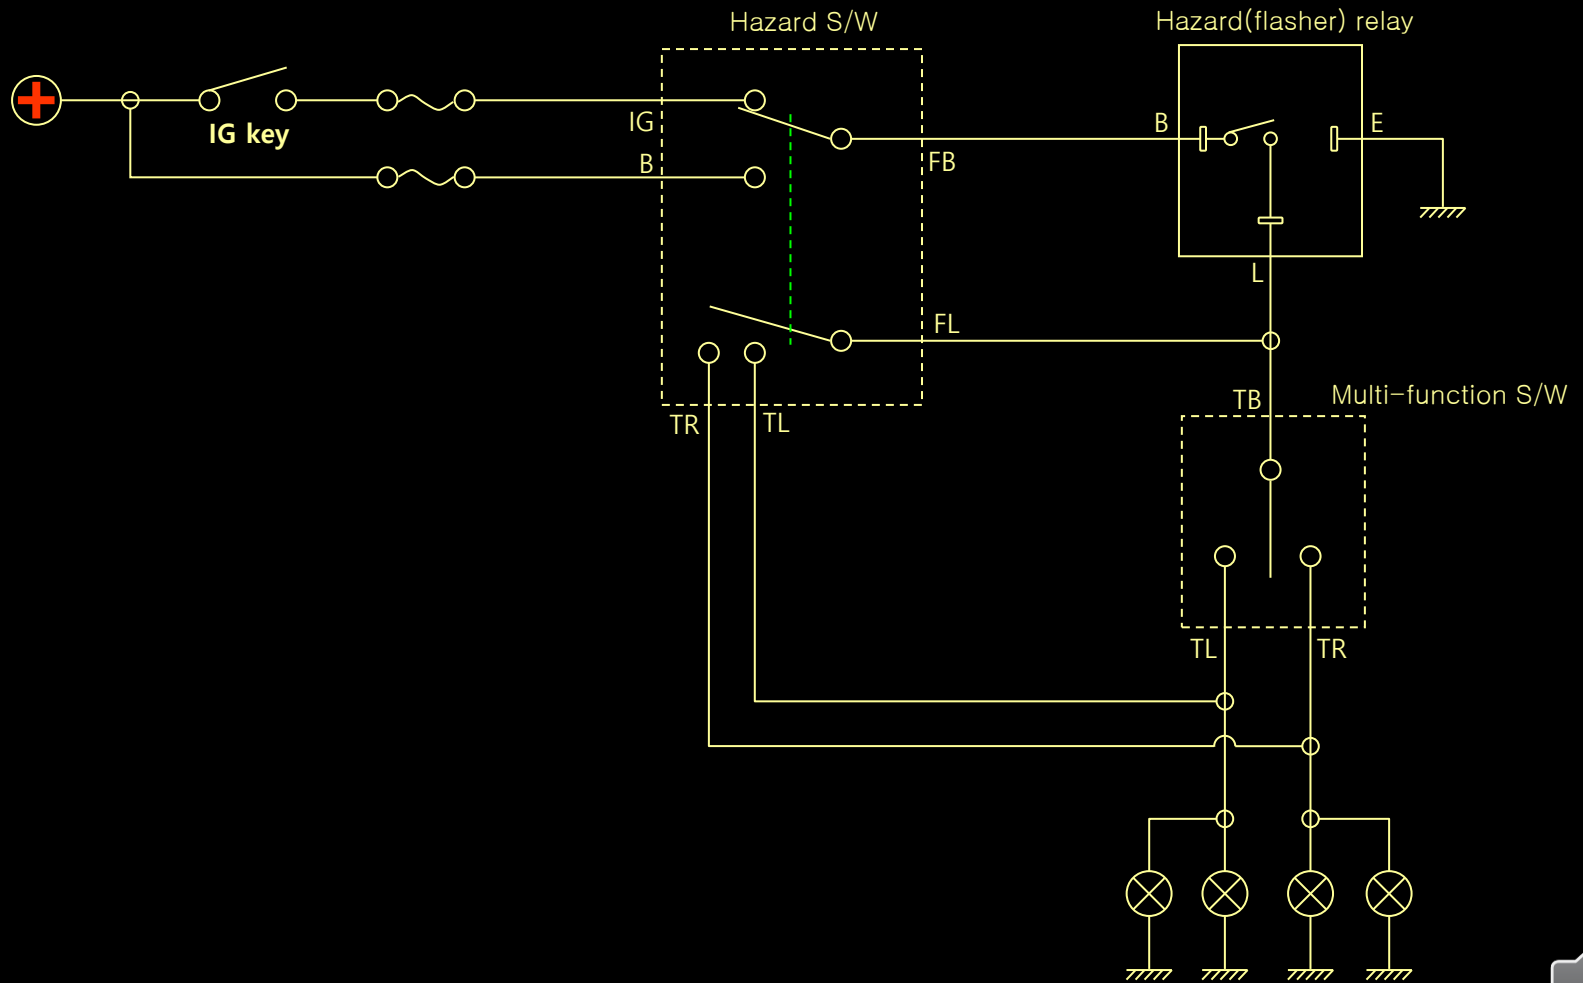 Hazard S/W
Hazard(flasher) relay
IG key
IG
B
FB
B
E
L
FL
TR
TL
TB
Multi-function S/W
TL
TR